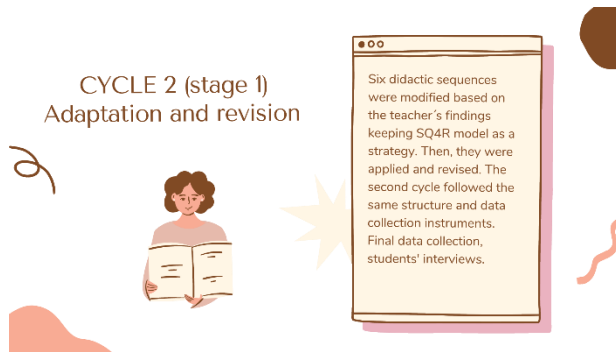 CYCLE 2 (stage 1)
Adaptation and revision
Six didactic sequences
were modified based on
the teacher´s findings
keeping SQ4R model as a
strategy. Then, they were
applied and revised. The
second cycle followed the
same structure and data
collection instruments.
Final data collection,
students' interviews.